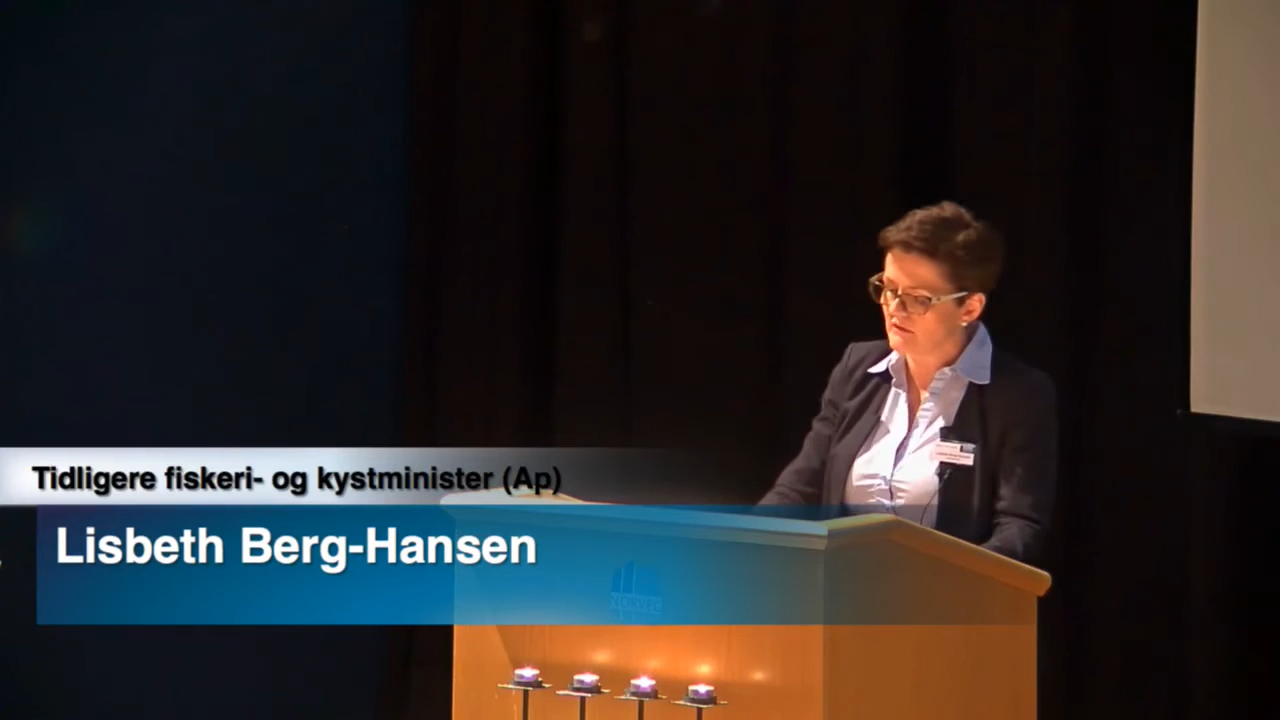 Tidligere fiskeri- og kystminister (Ap)
Lisbeth Berg-Hansen